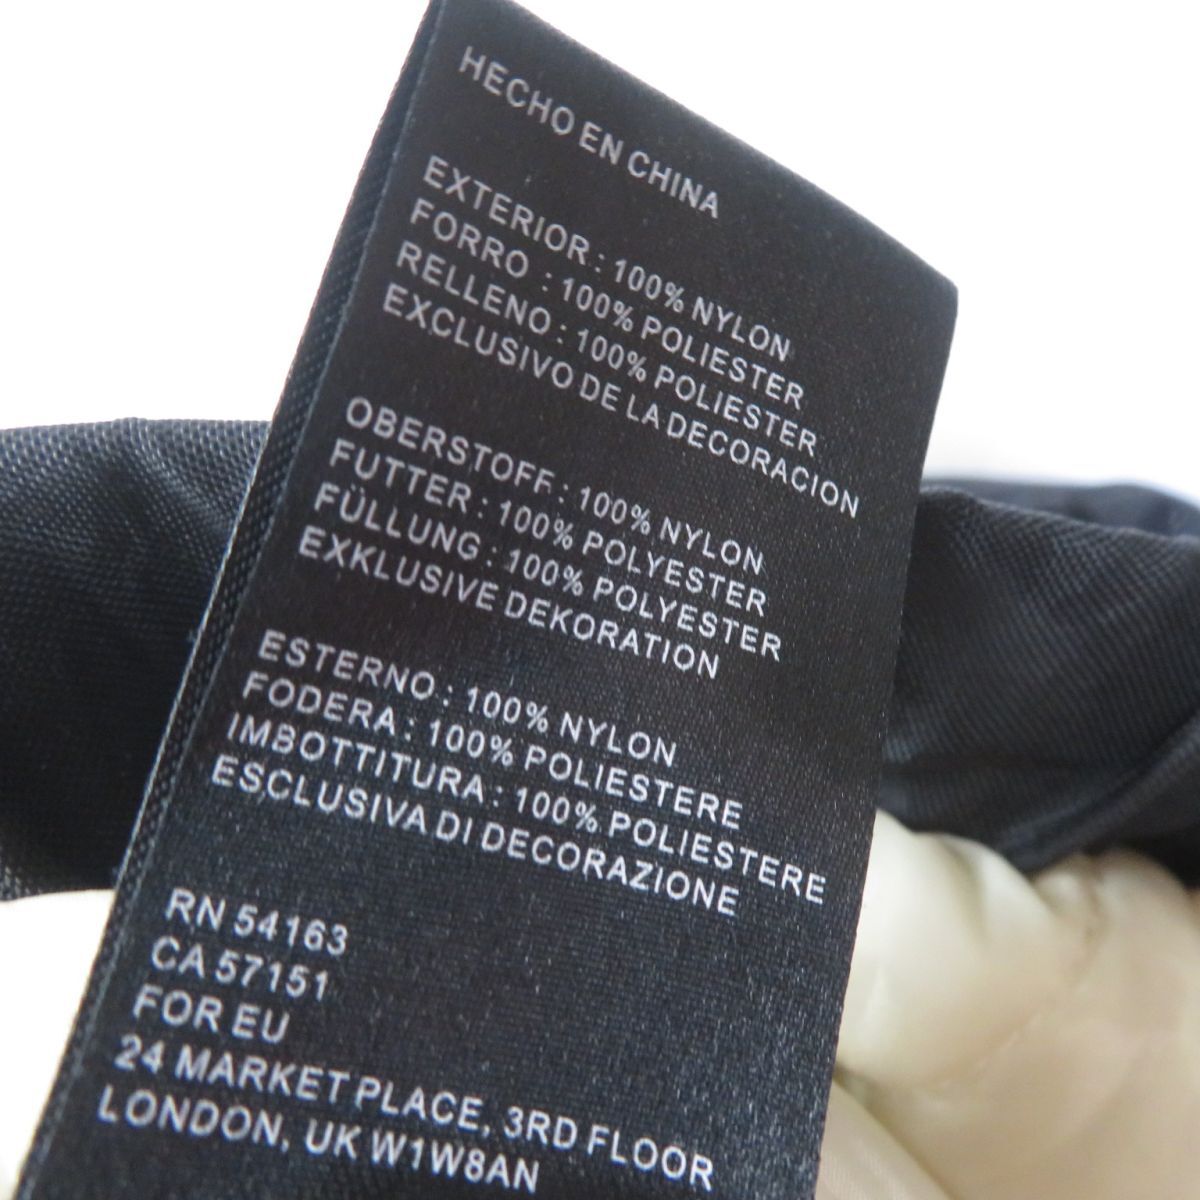 HECHO EN CHINA
EXTERIOR : 100% NYLON
FORRO : 100% POLIESTER
RELLENO : 100% POLIESTER
EXCLUSIVO DE LA DECORACION
OBERSTOFF : 100% NYLON
FUTTER : 100% POLYESTER
FÜLLUNG : 100% POLYESTER
EXKLUSIVE DEKORATION
ESTERNO : 100% NYLON
FODERA : 100% POLIESTERE
IMBOTTITURA : 100% POLIESTERE
ESCLUSIVA DI DECORAZIONE
RN 54163
CA 57151
FOR EU
24 MARKET PLACE, 3RD FLOOR
LONDON, UK W1W8AN